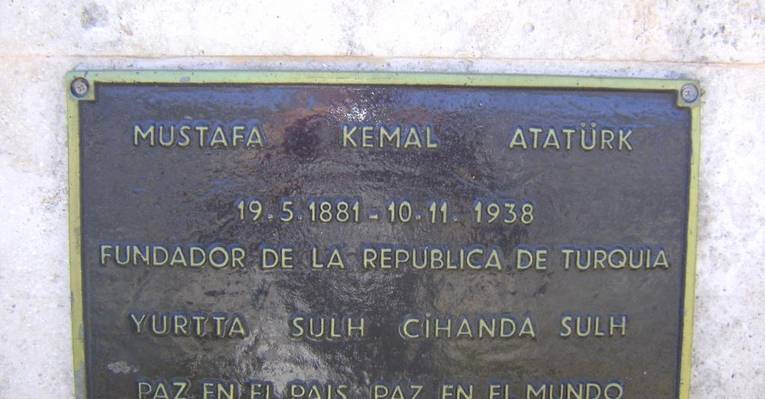 MUSTAFA KEMAL ATATÜRK
19.5.1881-10.11.1938
FUNDADOR DE LA REPUBLICA DE TURQUIA
YURTTA SULH CİHANDA SULH
PAZ EN EL PAIS, PAZ EN EL MUNDO